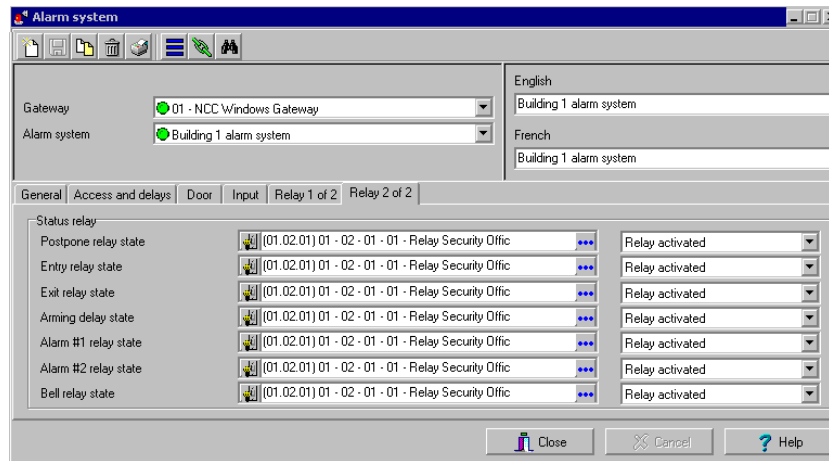 Alarm system
English
Gateway 01 - NCC Windows Gateway Building 1 alarm system
Alarm system Building 1 alarm system French
Building 1 alarm system
General Access and delays Door Input Relay 1 of 2 Relay 2 of 2
Status relay
Postpone relay state (01.02.01) 01 - 02 - 01 - 01 - Relay Security Offic ... Relay activated
Entry relay state (01.02.01) 01 - 02 - 01 - 01 - Relay Security Offic ... Relay activated
Exit relay state (01.02.01) 01 - 02 - 01 - 01 - Relay Security Offic ... Relay activated
Arming delay state (01.02.01) 01 - 02 - 01 - 01 - Relay Security Offic ... Relay activated
Alarm #1 relay state (01.02.01) 01 - 02 - 01 - 01 - Relay Security Offic ... Relay activated
Alarm #2 relay state (01.02.01) 01 - 02 - 01 - 01 - Relay Security Offic ... Relay activated
Bell relay state (01.02.01) 01 - 02 - 01 - 01 - Relay Security Offic ... Relay activated
Close Cancel ? Help